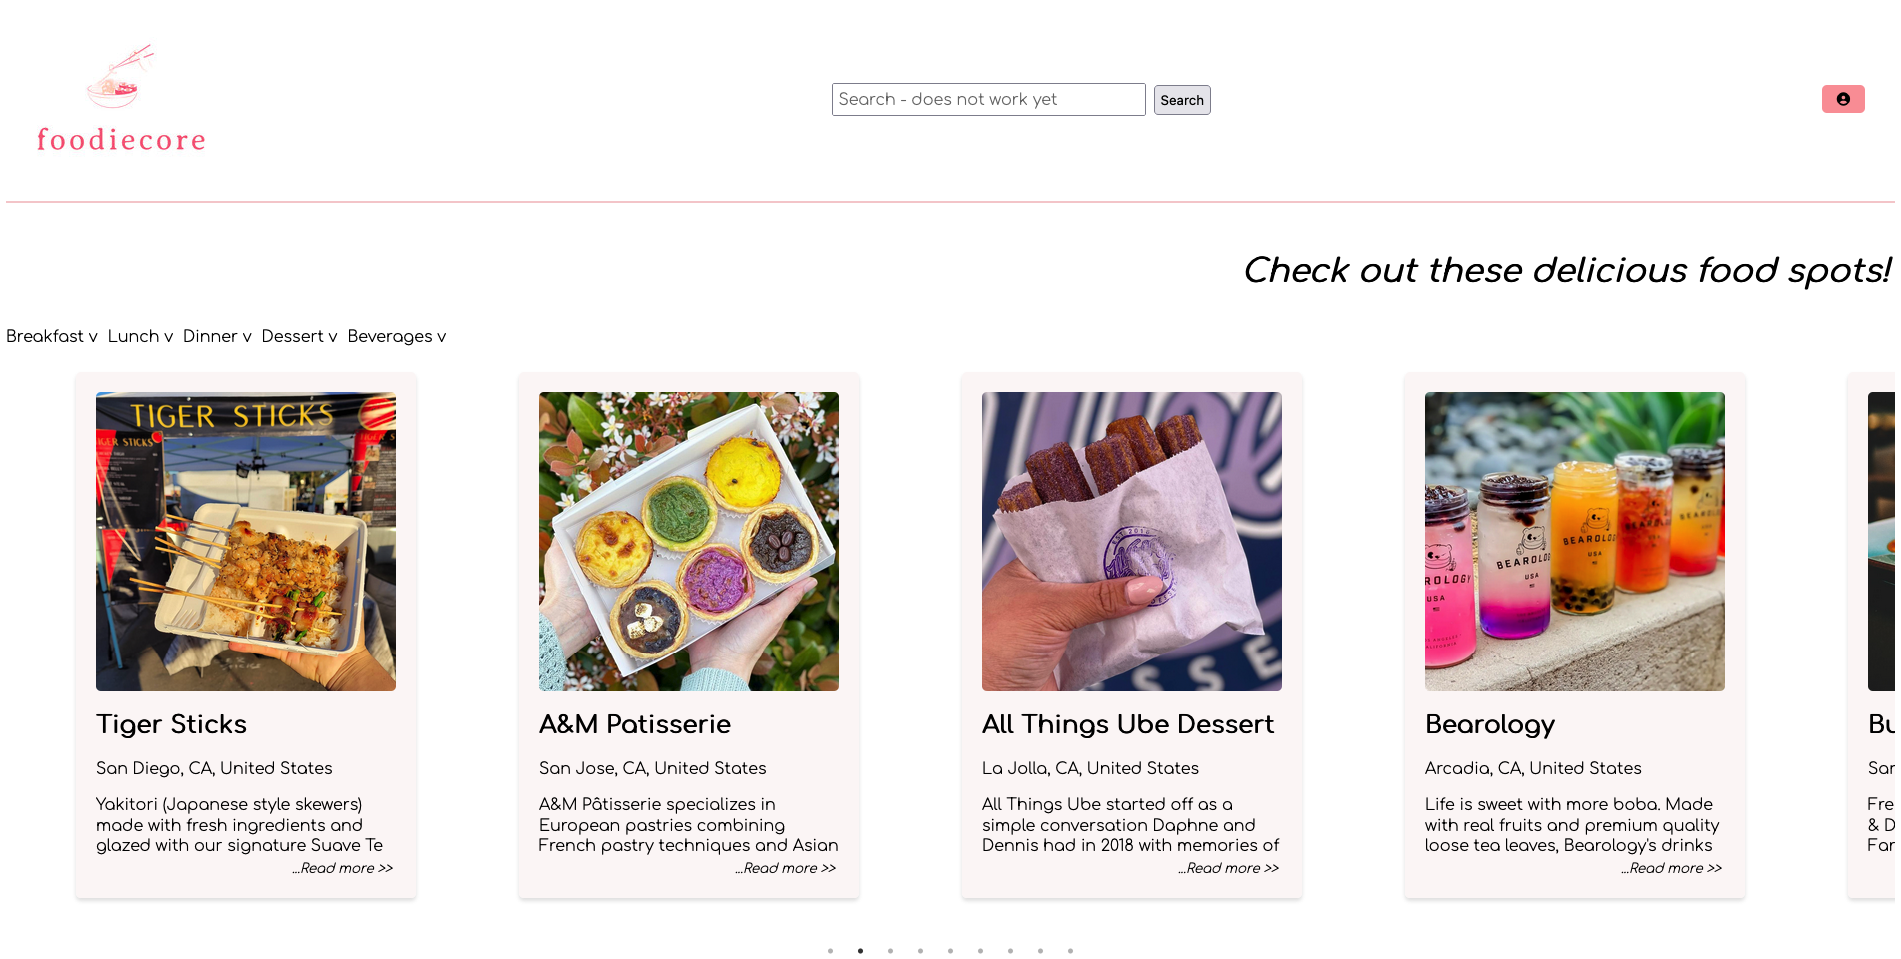 foodiecore
Search - does not work yet
Search
Check out these delicious food spots!
Breakfast v Lunch v Dinner v Dessert v Beverages v
TIGER STICKS
Tiger Sticks
San Diego, CA, United States
Yakitori (Japanese style skewers)
made with fresh ingredients and
glazed with our signature Suave Te
...Read more >>
A&M Patisserie
San Jose, CA, United States
A&M Pâtisserie specializes in
European pastries combining
French pastry techniques and Asian
...Read more >>
All Things Ube Dessert
La Jolla, CA, United States
All Things Ube started off as a
simple conversation Daphne and
Dennis had in 2018 with memories of
...Read more >>
BEAROLOGY
USA
Bearology
Arcadia, CA, United States
Life is sweet with more boba. Made
with real fruits and premium quality
loose tea leaves, Bearology's drinks
...Read more >>
Bu
San
Fre
& D
Far